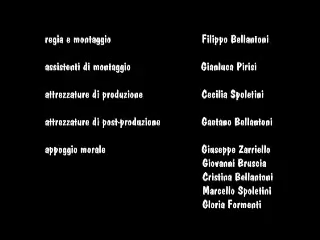 regia e montaggio Filippo Bellantoni
assistenti di montaggio Gianluca Pirisi
attrezzature di produzione Cecilia Spoletini
attrezzature di post-produzione Gaetano Bellantoni
appoggio morale Giuseppe Zarriello
Giovanni Bruscia
Cristina Bellantoni
Marcello Spoletini
Gloria Formenti